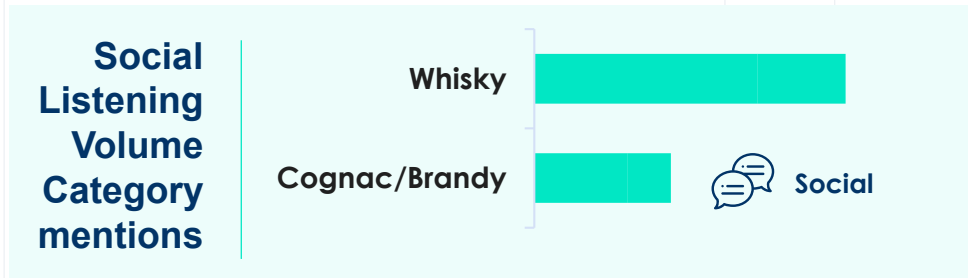 Social
Listening
Volume
Category
mentions
Whisky
Cognac/Brandy
Social